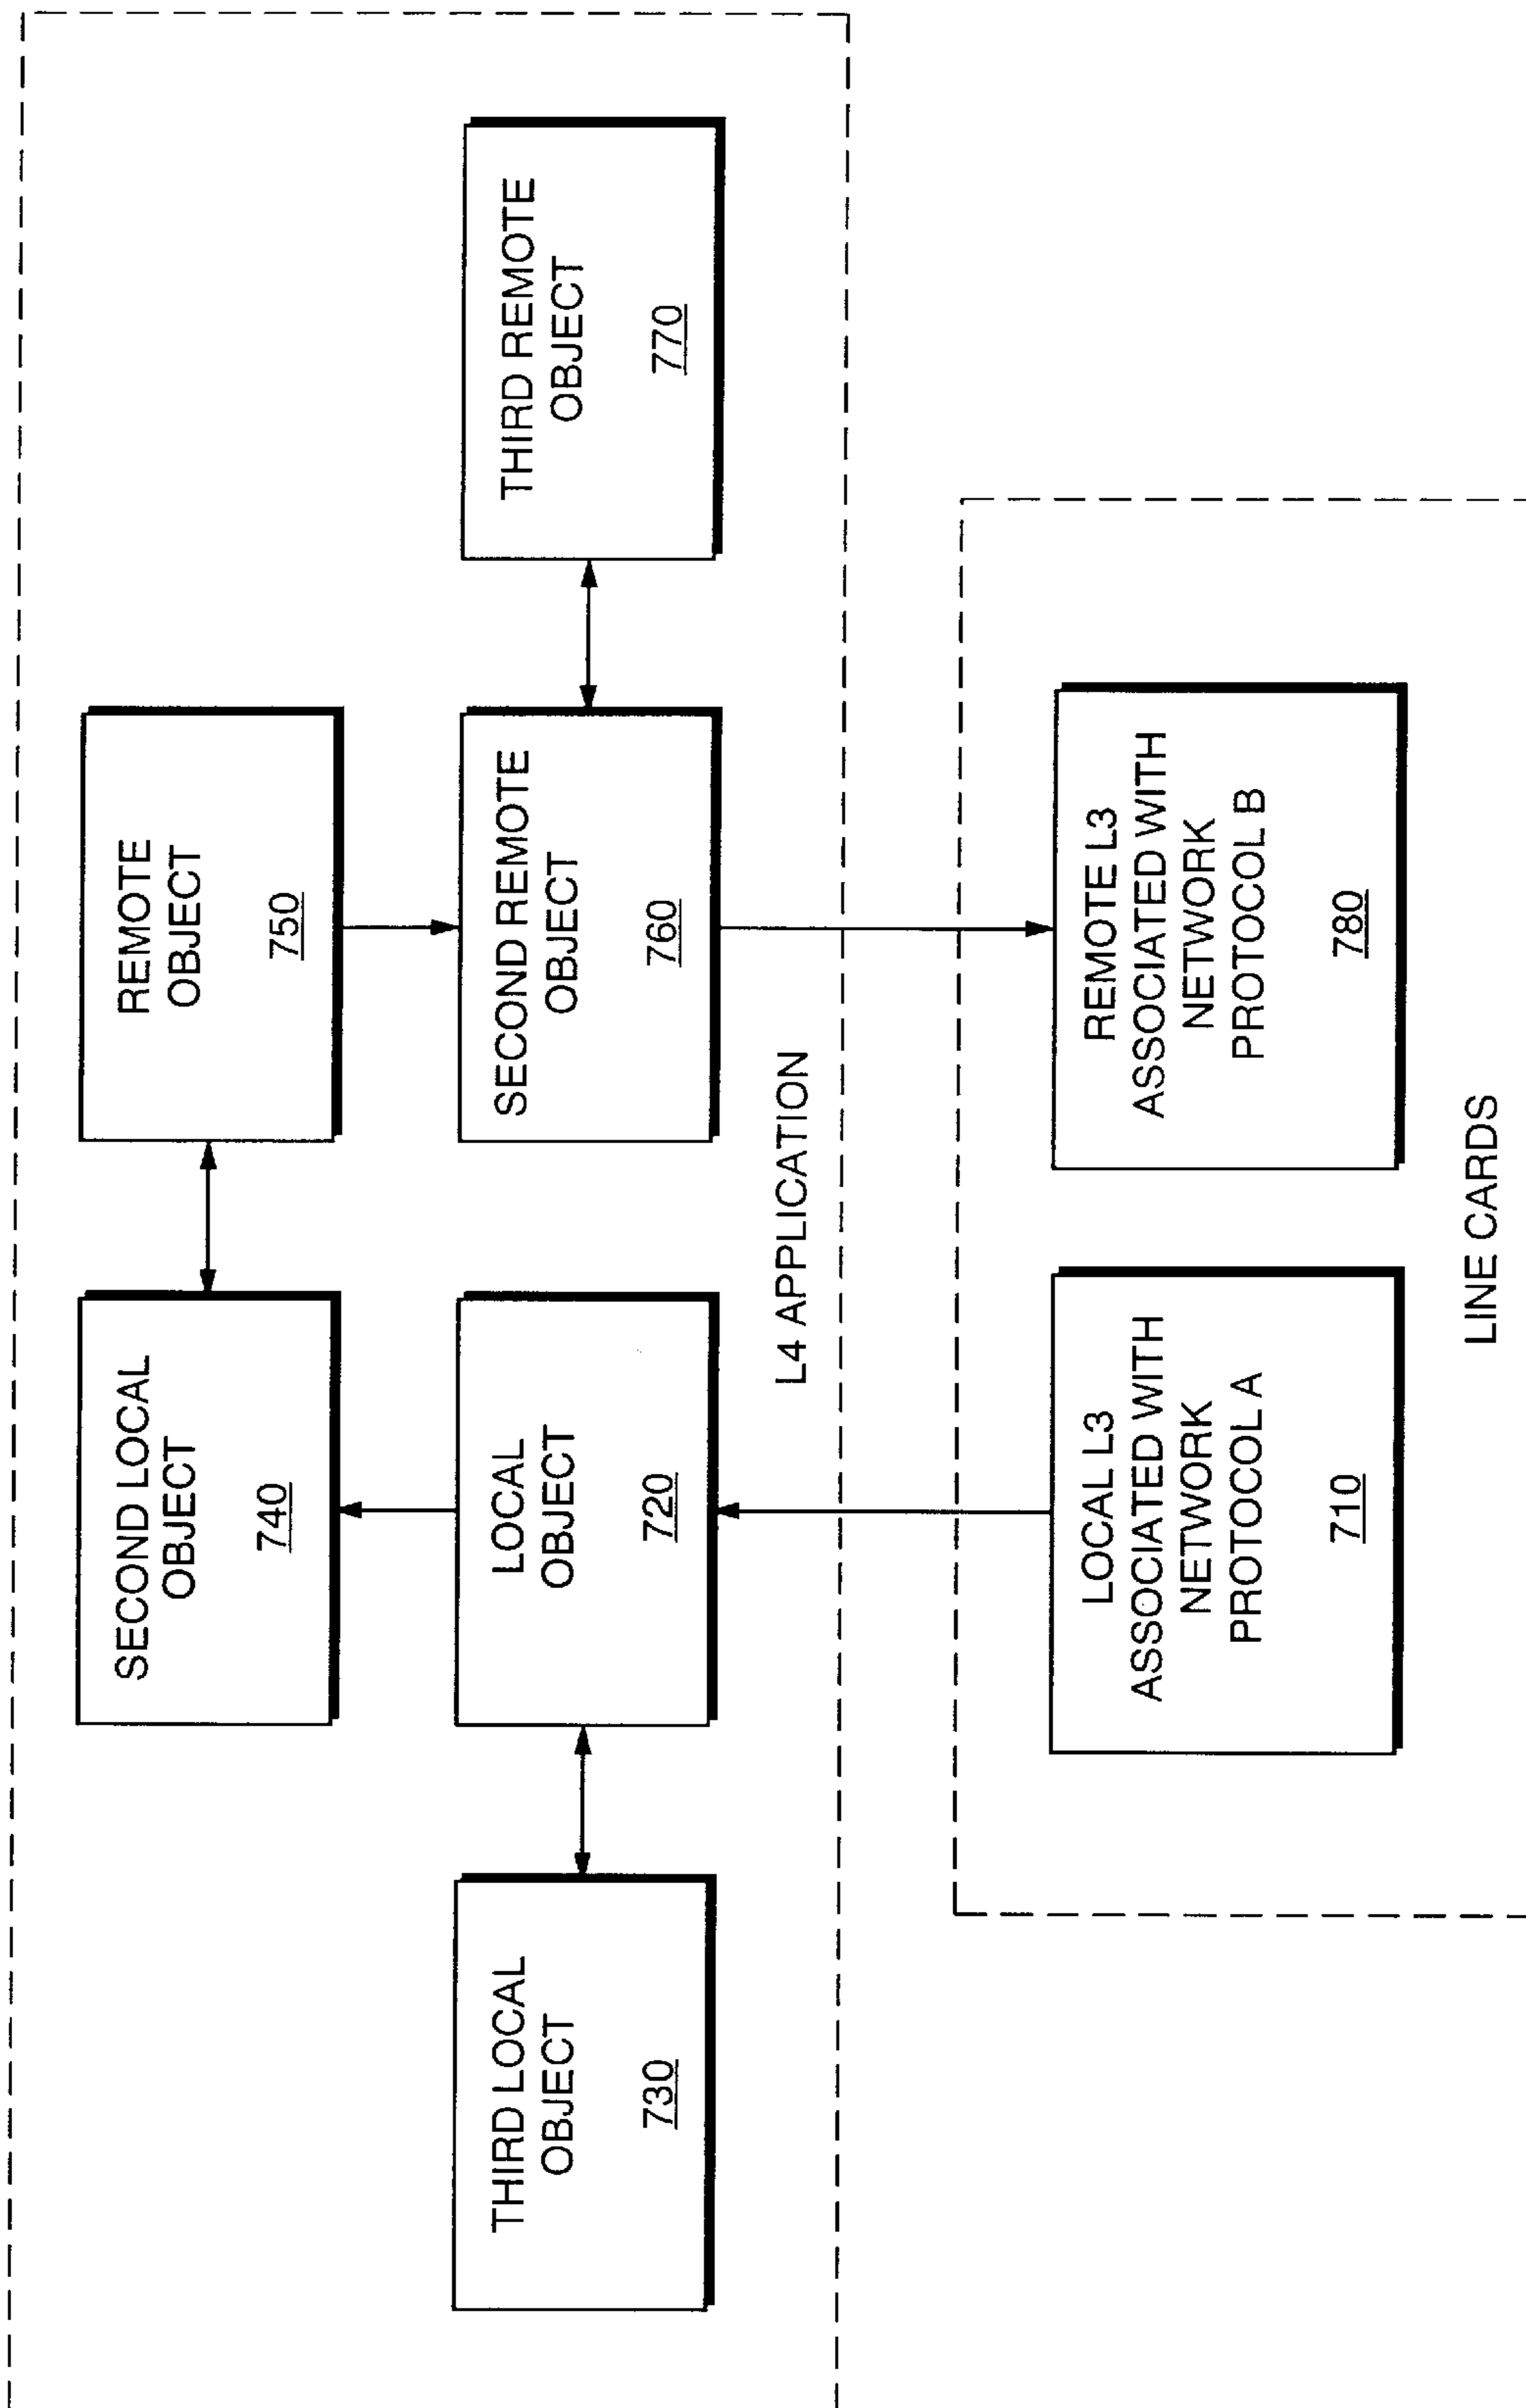 SECOND LOCAL
OBJECT
740
REMOTE
OBJECT
750
THIRD LOCAL
OBJECT
730
LOCAL
OBJECT
720
SECOND REMOTE
OBJECT
760
THIRD REMOTE
OBJECT
770
L4 APPLICATION
LOCAL L3
ASSOCIATED WITH
NETWORK
PROTOCOL A
710
REMOTE L3
ASSOCIATED WITH
NETWORK
PROTOCOL B
780
LINE CARDS